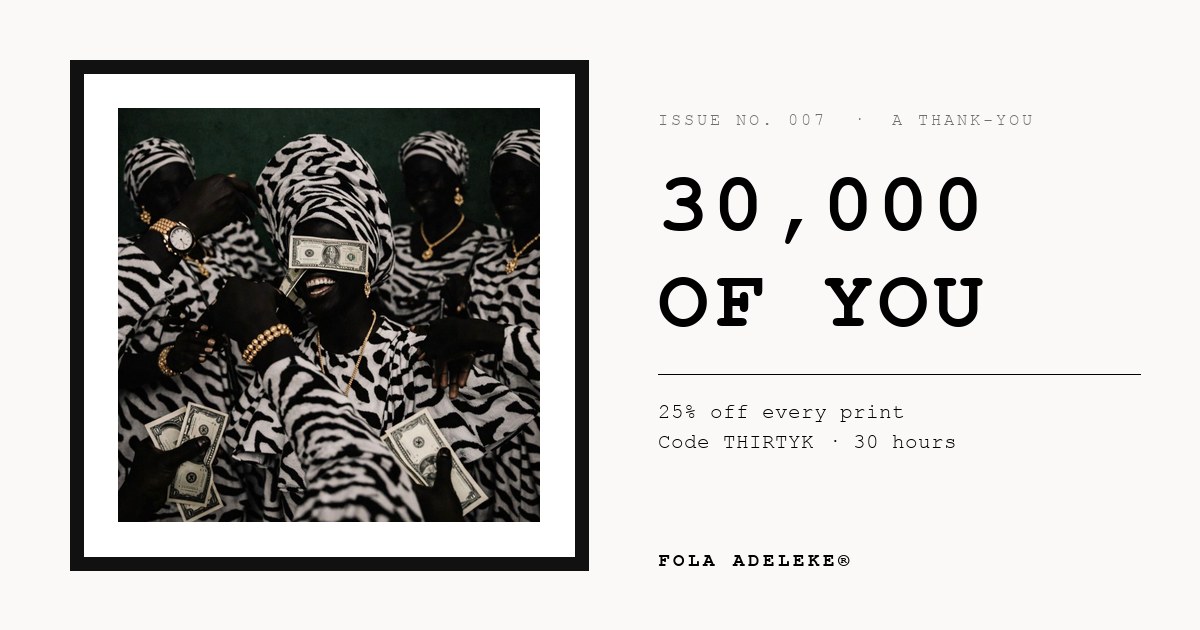 ISSUE NO. 007 · A THANK-YOU
30,000
OF YOU
25% off every print
Code THIRTYK · 30 hours
FOLA ADELEKE®